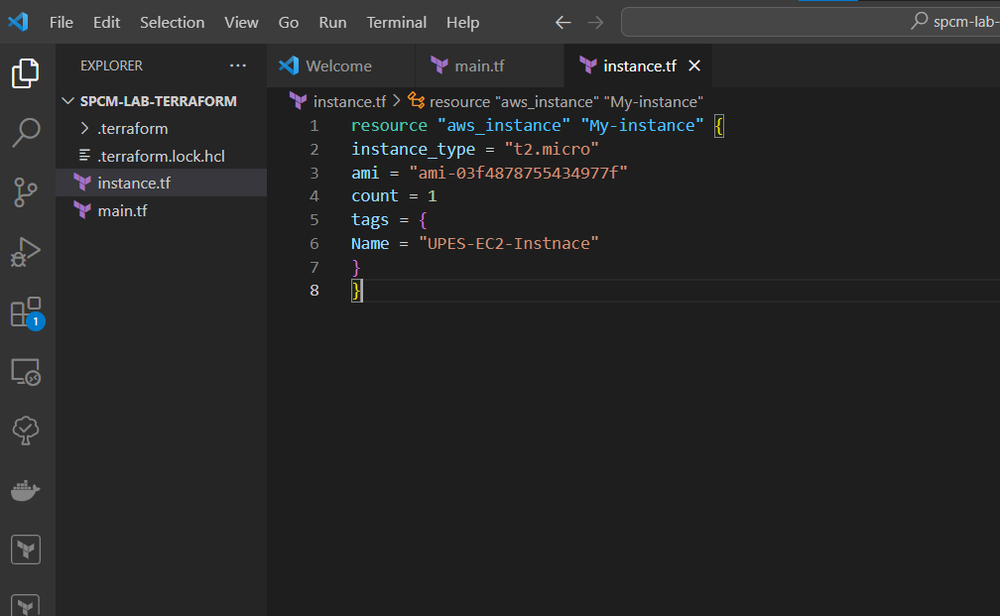 File Edit Selection View Go Run Terminal Help
spcm-lab-
EXPLORER
Welcome
main.tf
instance.tf
SPCM-LAB-TERRAFORM
.terraform
.terraform.lock.hcl
instance.tf
main.tf
instance.tf > resource "aws_instance" "My-instance"
1 resource "aws_instance" "My-instance" {
2 instance_type = "t2.micro"
3 ami = "ami-03f4878755434977f"
4 count = 1
5 tags = {
6 Name = "UPES-EC2-Instnace"
7 }
8 }
1